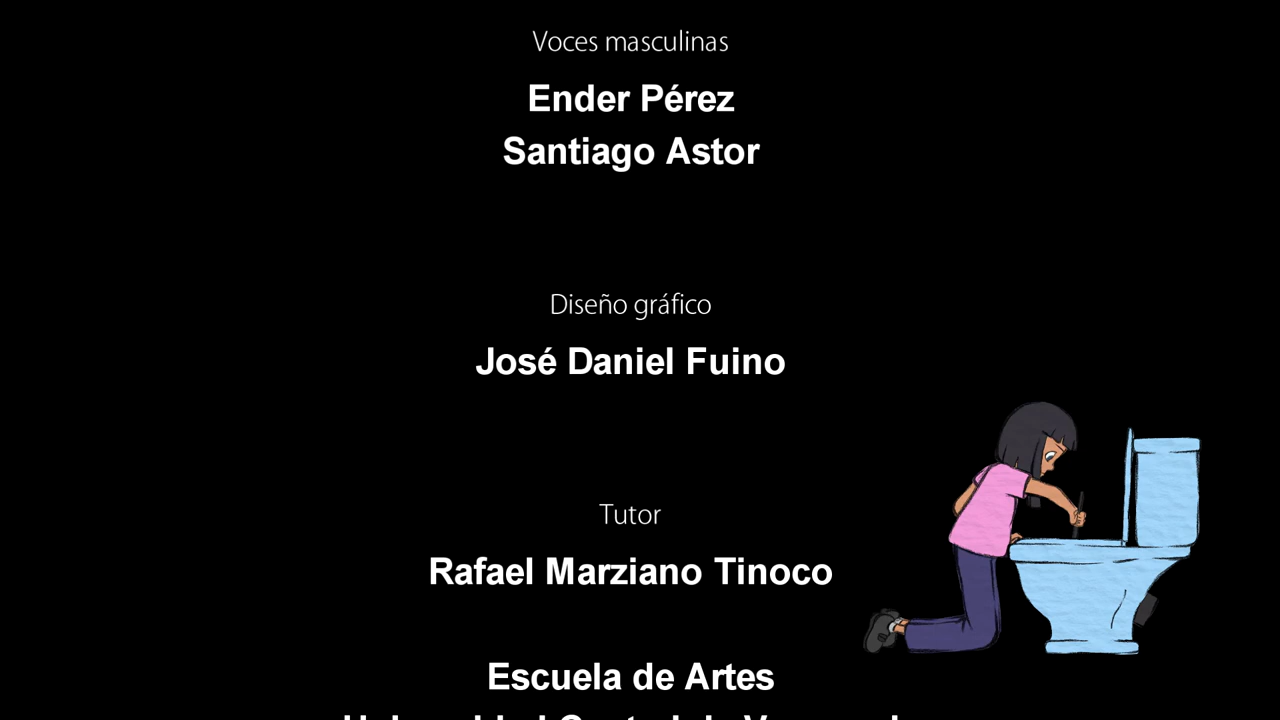 Voces masculinas
Ender Pérez
Santiago Astor
Diseño gráfico
José Daniel Fuino
Tutor
Rafael Marziano Tinoco
Escuela de Artes